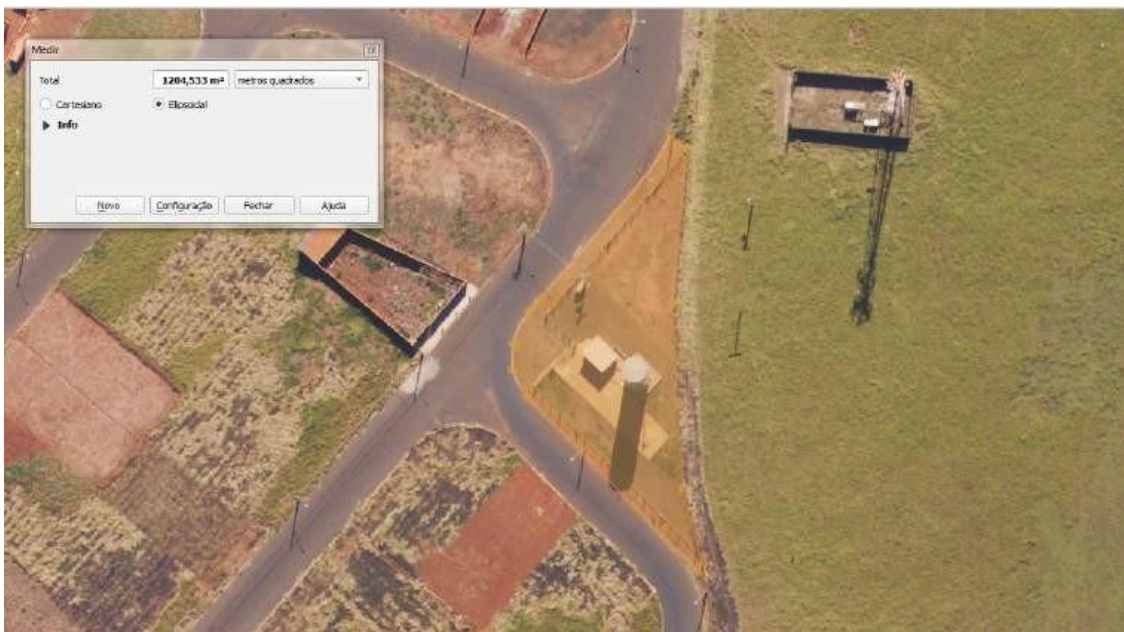 Medir
Total
1204,533 m²
metros quadrados
Cartesiano
Elipsoidal
Info
Novo
Configuração
Fechar
Ajuda